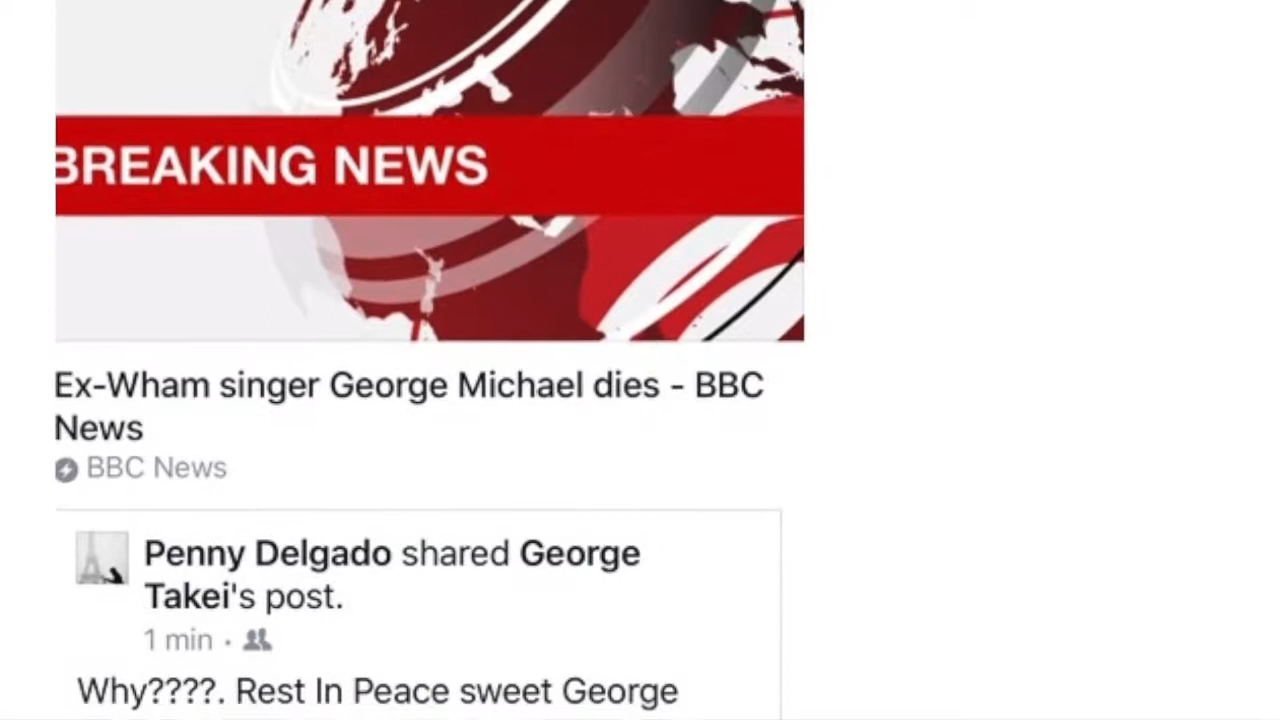 BREAKING NEWS
Ex-Wham singer George Michael dies - BBC
News
BBC News
Penny Delgado shared George
Takei's post.
1 min ·
Why????. Rest In Peace sweet George